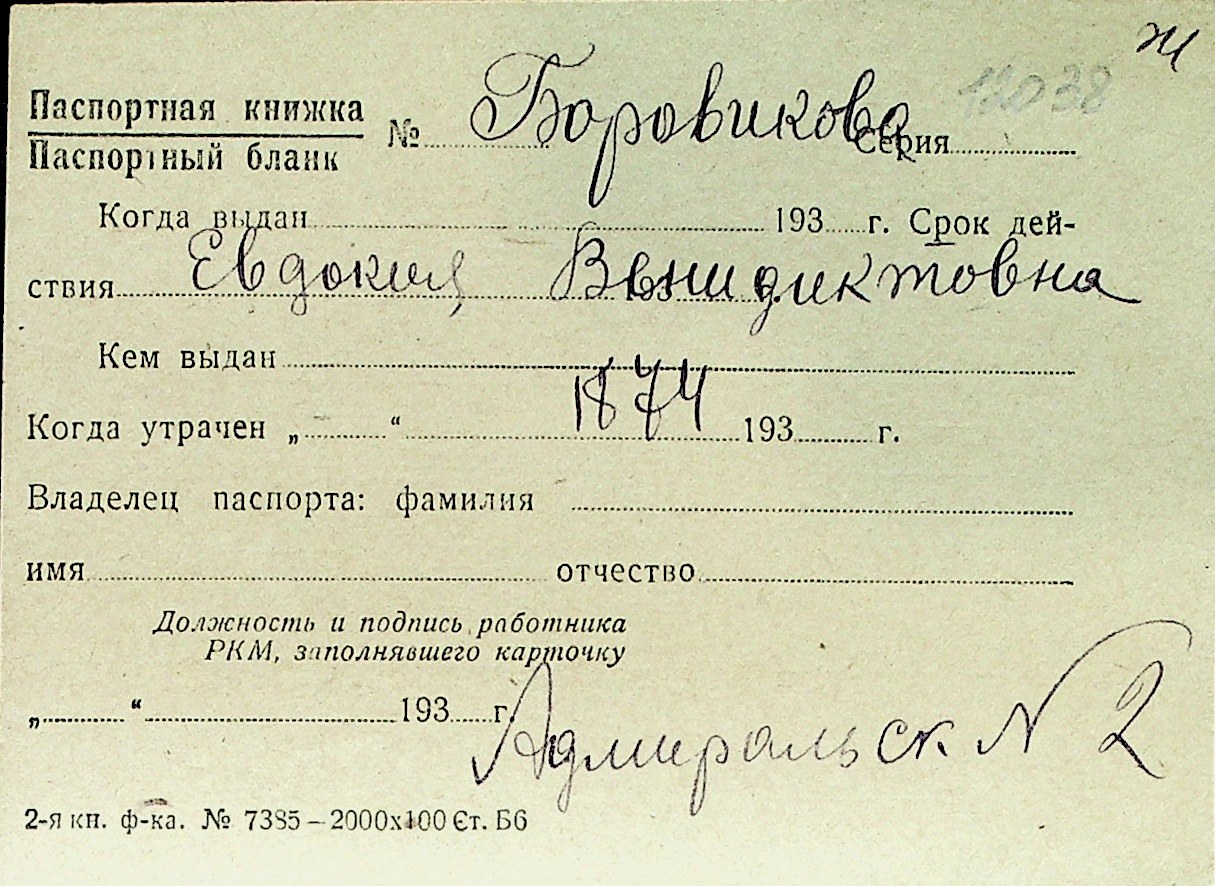 ж
12038
Паспортная книжка
Паспортный бланк
№ Боровикова Серия
Когда выдан 193 г. Срок дей-
ствия Евдокия Венидиктовна
Кем выдан
1874
Когда утрачен „ “ 193 г.
Владелец паспорта: фамилия
имя отчество
Должность и подпись работника
РКМ, заполнявшего карточку
„ “ 193 г.
Адмиральск N 2
2-я кн. ф-ка. № 7385 – 2000х100 Ст. Б6